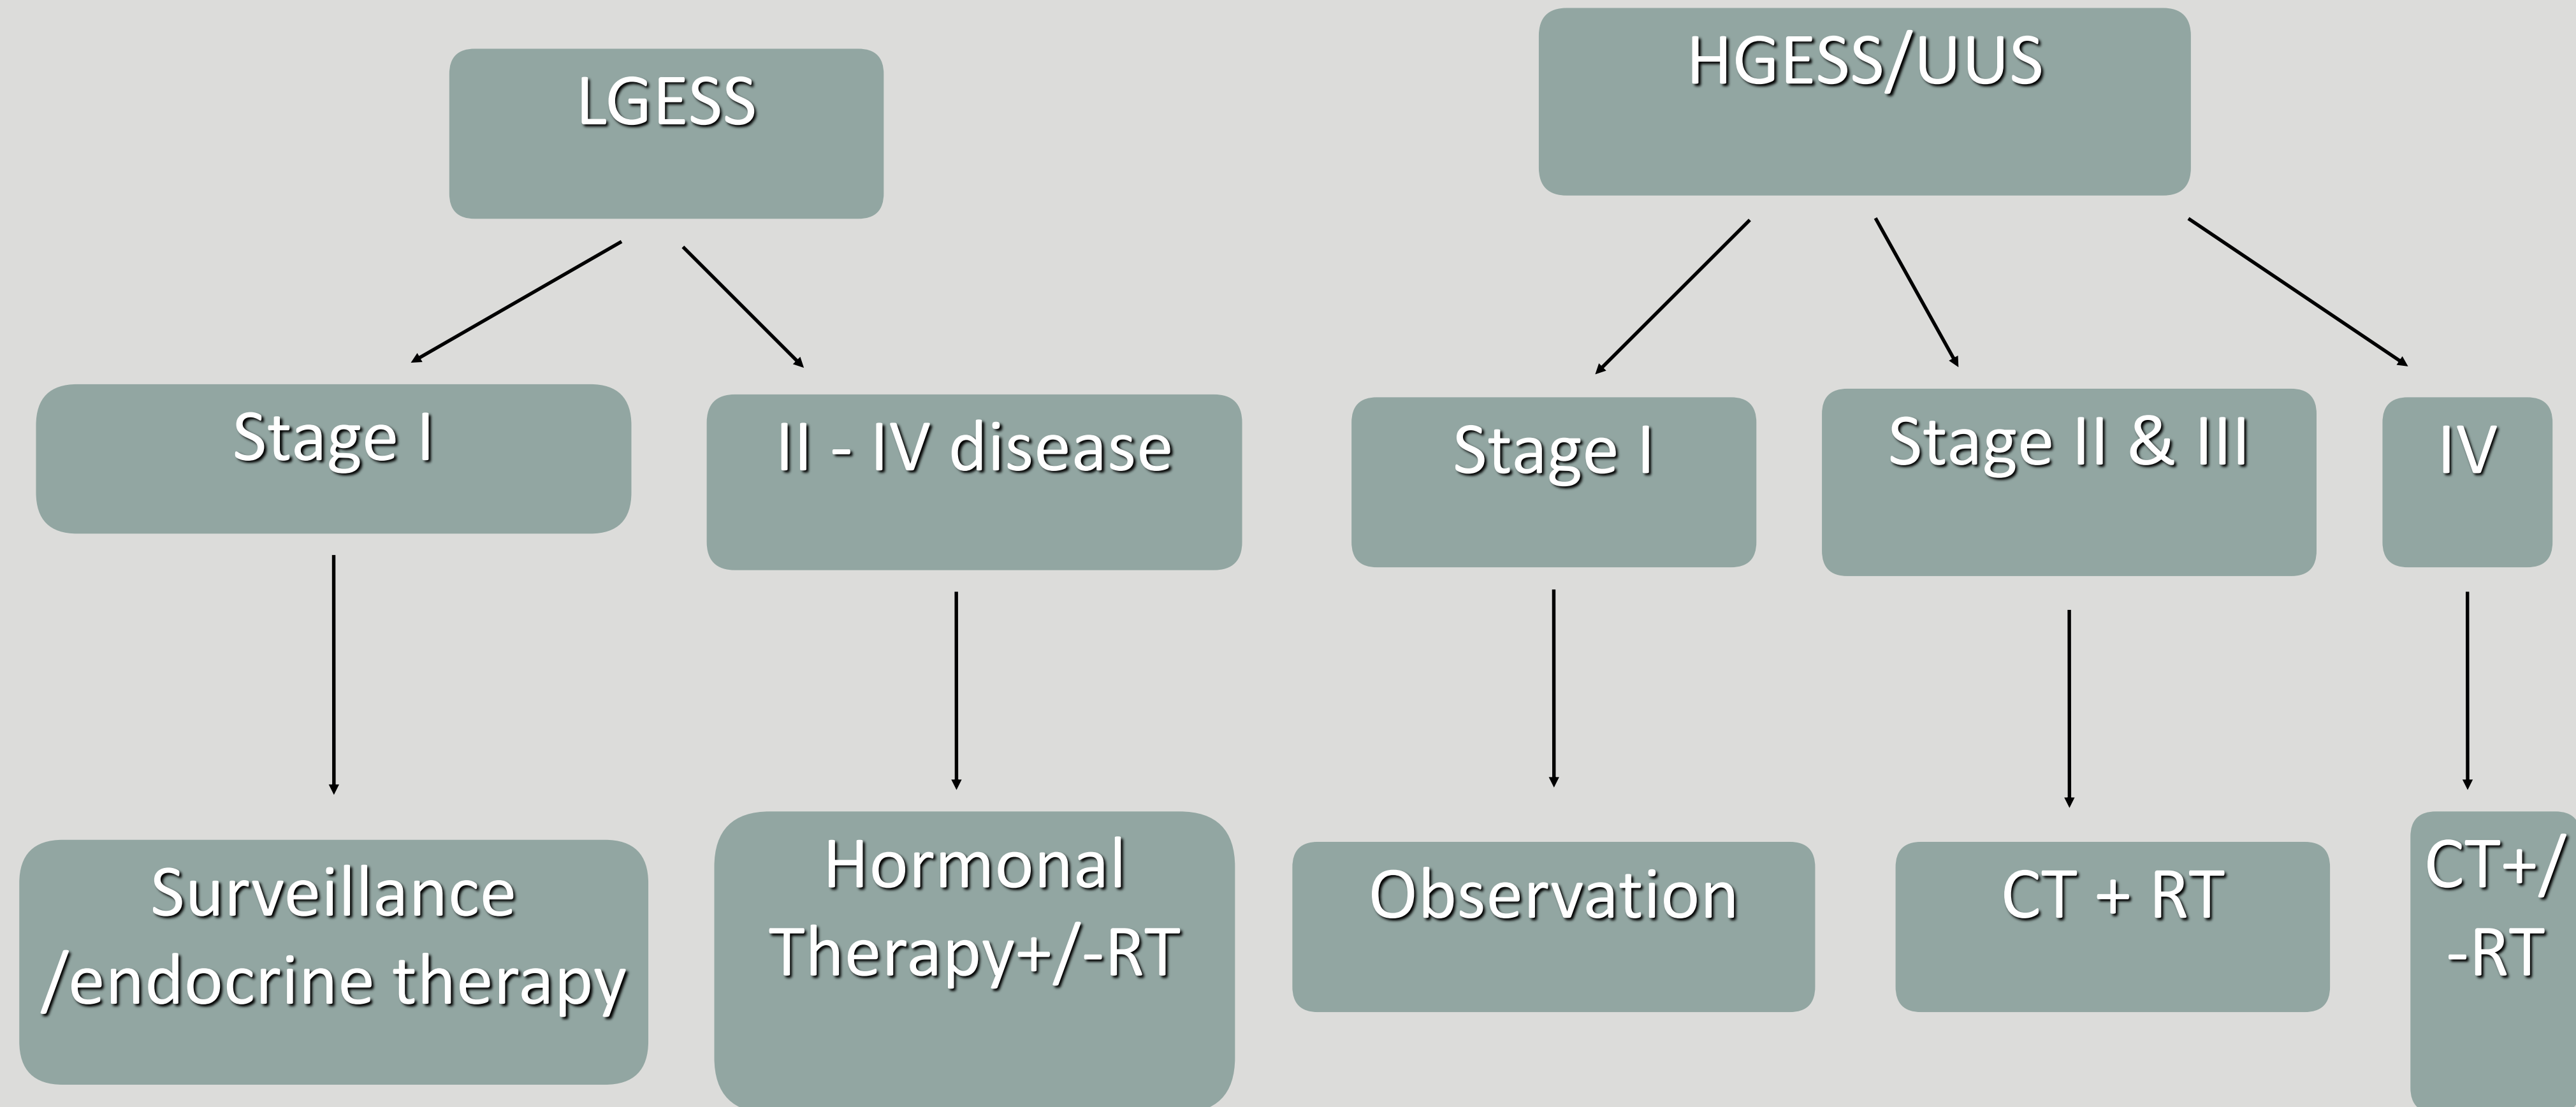 LGESS
HGESS/UUS
Stage I
II - IV disease
Stage I
Stage II & III
IV
Surveillance
/endocrine therapy
Hormonal
Therapy+/-RT
Observation
CT + RT
CT+/
-RT